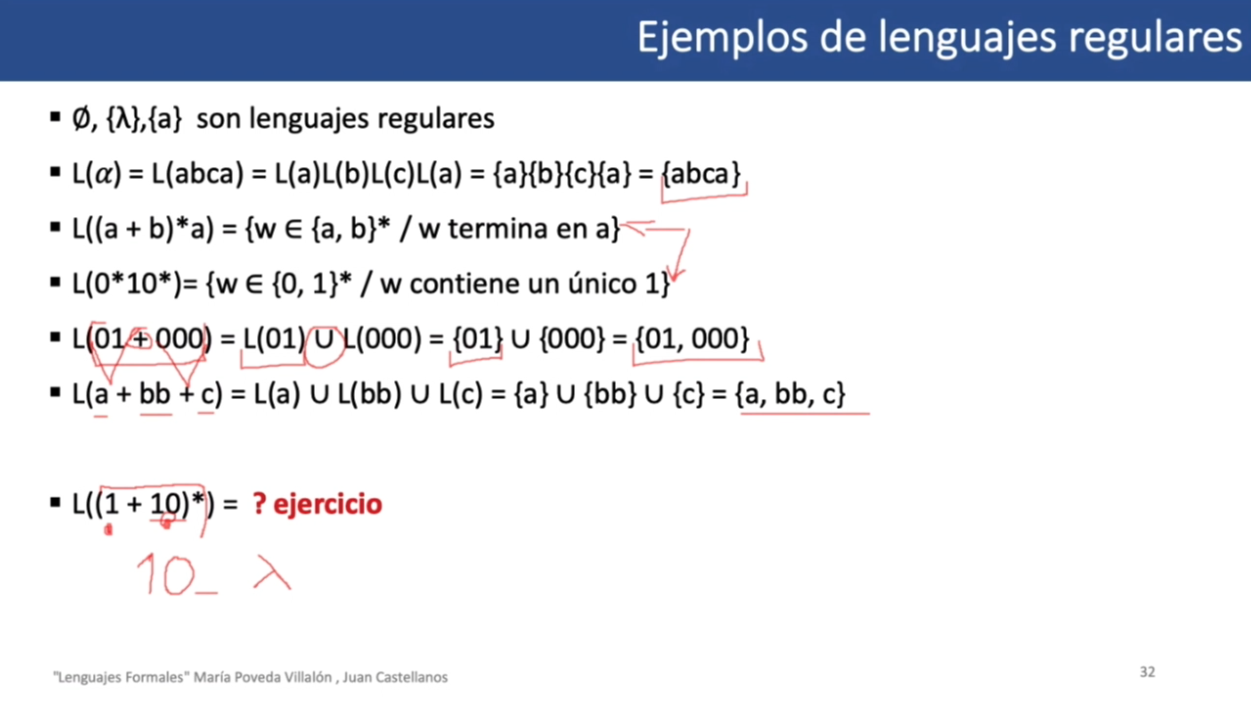 Ejemplos de lenguajes regulares
▪ Ø, {λ},{a} son lenguajes regulares
▪ L(α) = L(abca) = L(a)L(b)L(c)L(a) = {a}{b}{c}{a} = {abca}
▪ L((a + b)*a) = {w ∈ {a, b}* / w termina en a}
▪ L(0*10*)= {w ∈ {0, 1}* / w contiene un único 1}
▪ L(01 + 000) = L(01) ∪ L(000) = {01} ∪ {000} = {01, 000}
▪ L(a + bb + c) = L(a) ∪ L(bb) ∪ L(c) = {a} ∪ {bb} ∪ {c} = {a, bb, c}
▪ L((1 + 10)*) = ? ejercicio
10_ λ
"Lenguajes Formales" María Poveda Villalón , Juan Castellanos
32